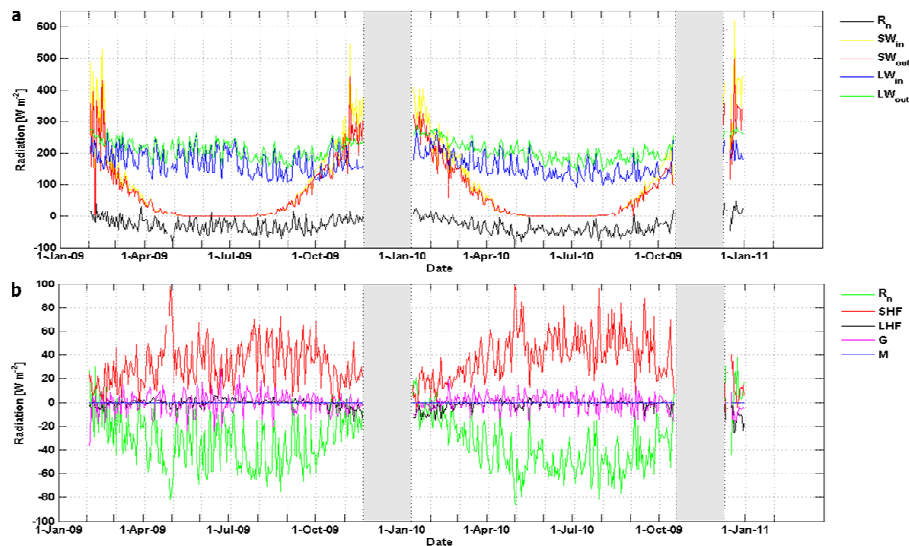 a
600
500
400
300
200
100
0
-100
Radiation [W m⁻²]
1-Jan-09
1-Apr-09
1-Jul-09
1-Oct-09
1-Jan-10
1-Apr-10
1-Jul-10
1-Oct-09
1-Jan-11
Date
Rn
SWin
SWout
LWin
LWout
b
100
80
60
40
20
0
-20
-40
-60
-80
-100
Radiation [W m⁻²]
1-Jan-09
1-Apr-09
1-Jul-09
1-Oct-09
1-Jan-10
1-Apr-10
1-Jul-10
1-Oct-09
1-Jan-11
Date
Rn
SHF
LHF
G
M